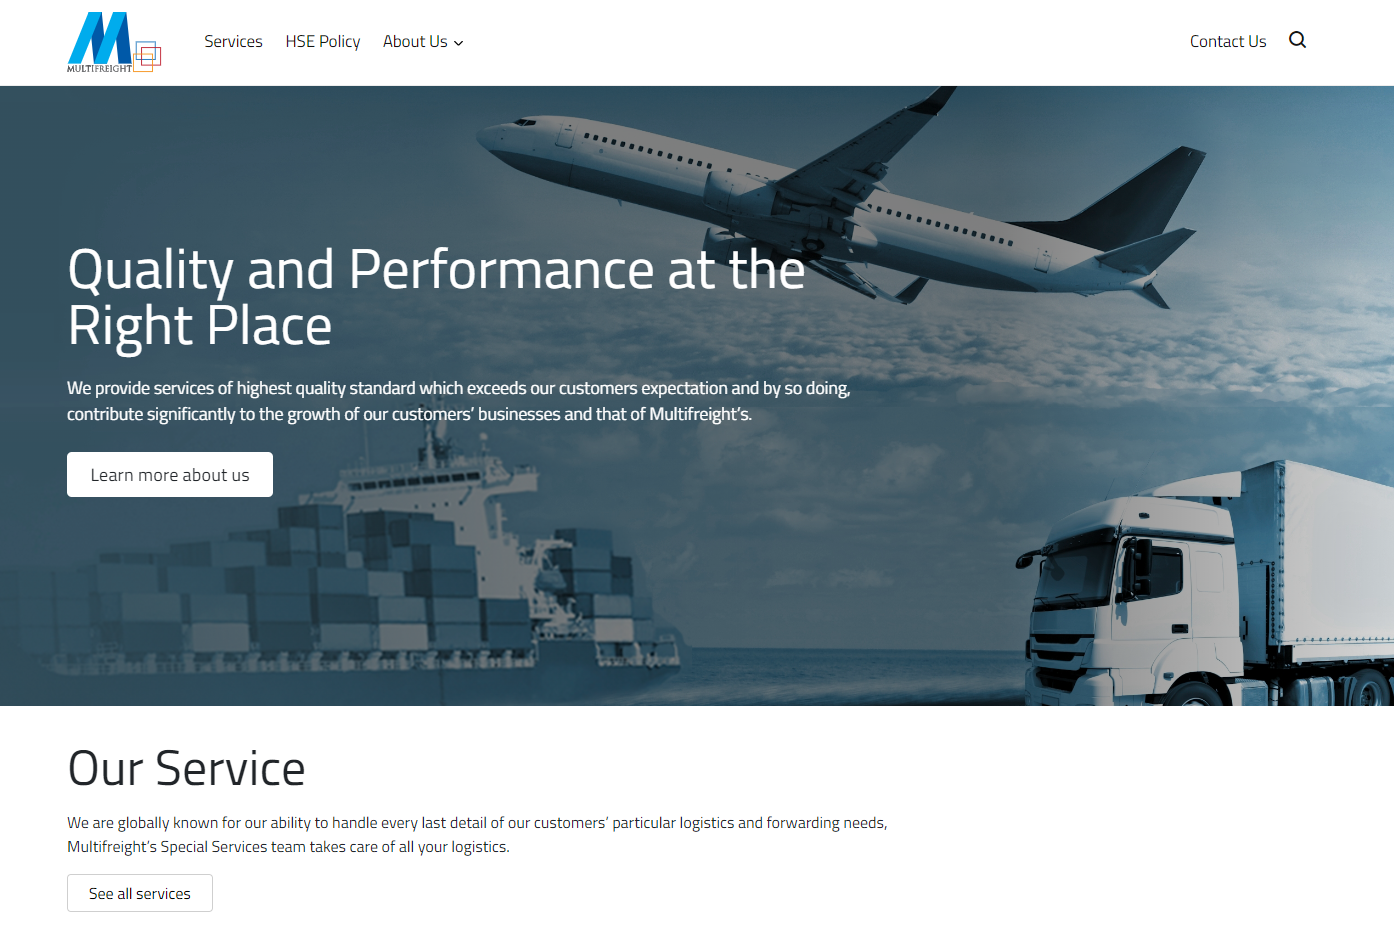 MULTIFREIGHT
Services
HSE Policy
About Us
Contact Us
Quality and Performance at the
Right Place
We provide services of highest quality standard which exceeds our customers expectation and by so doing,
contribute significantly to the growth of our customers’ businesses and that of Multifreight’s.
Learn more about us
Our Service
We are globally known for our ability to handle every last detail of our customers’ particular logistics and forwarding needs,
Multifreight’s Special Services team takes care of all your logistics.
See all services